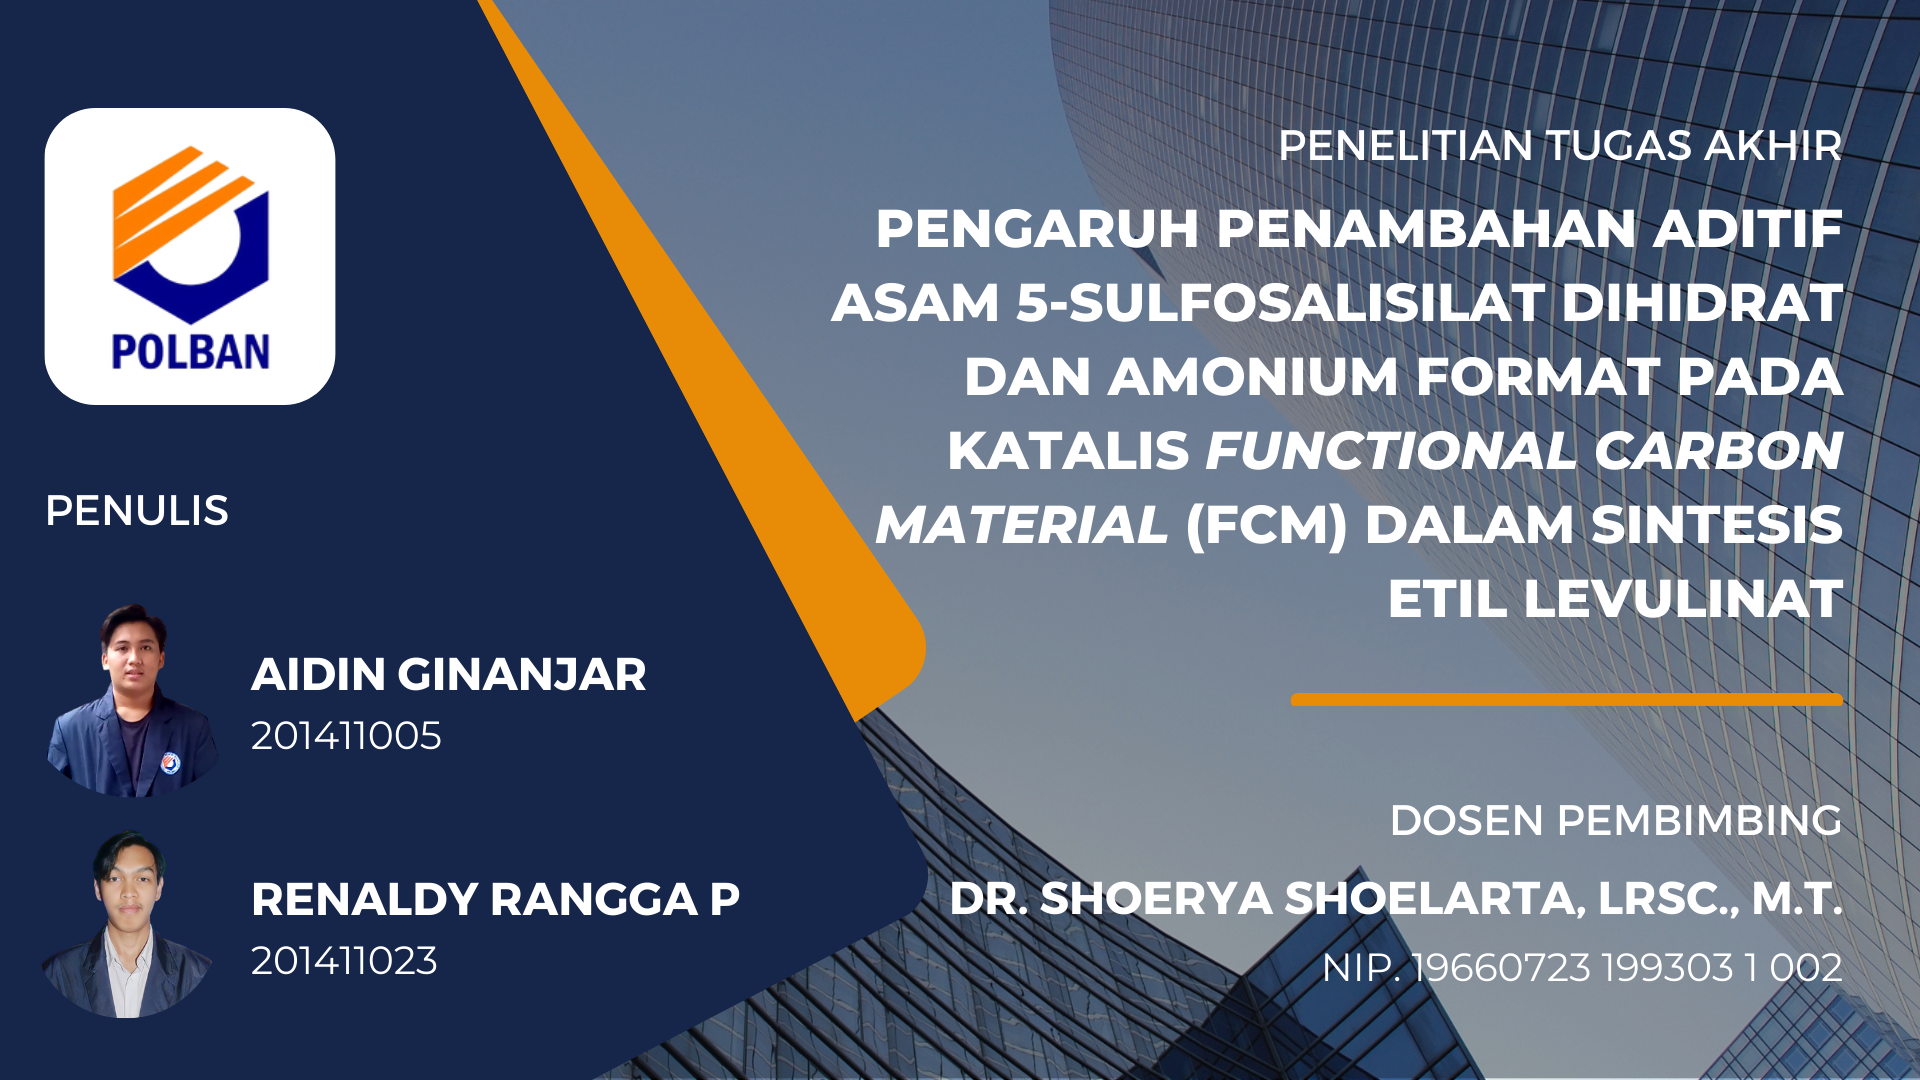 POLBAN
PENULIS
AIDIN GINANJAR
201411005
RENALDY RANGGA P
201411023
PENELITIAN TUGAS AKHIR
PENGARUH PENAMBAHAN ADITIF
ASAM 5-SULFOSALISILAT DIHIDRAT
DAN AMONIUM FORMAT PADA
KATALIS FUNCTIONAL CARBON
MATERIAL (FCM) DALAM SINTESIS
ETIL LEVULINAT
DOSEN PEMBIMBING
DR. SHOERYA SHOELARTA, LRSC., M.T.
NIP. 19660723 199303 1 002